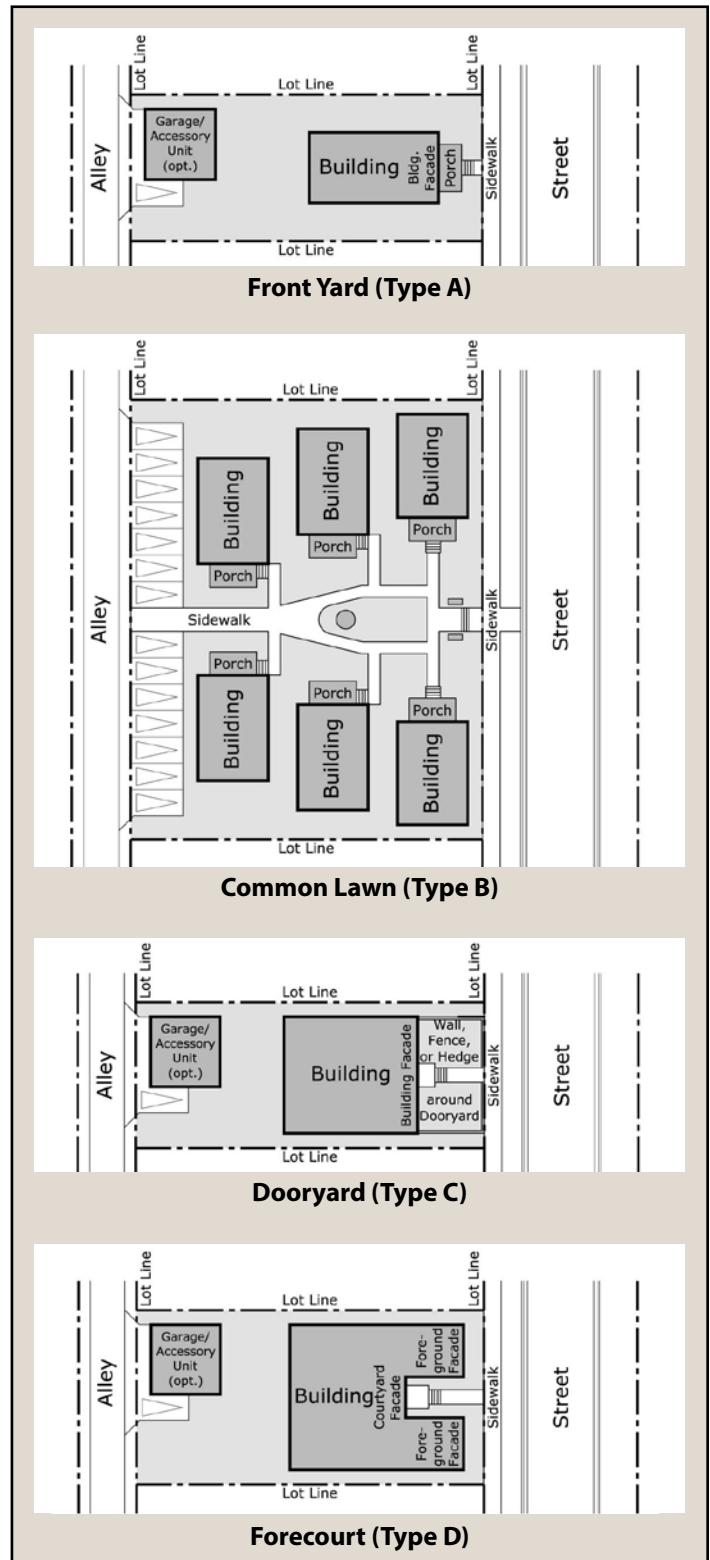 Lot Line
Lot Line
Lot Line
Garage/
Accessory
Unit
(opt.)
Alley
Building
Bldg.
Facade
Porch
Sidewalk
Street
Lot Line
Front Yard (Type A)
Lot Line
Lot Line
Lot Line
Building
Building
Building
Porch
Porch
Porch
Alley
Sidewalk
Sidewalk
Street
Porch
Porch
Porch
Building
Building
Building
Lot Line
Common Lawn (Type B)
Lot Line
Lot Line
Lot Line
Garage/
Accessory
Unit
(opt.)
Alley
Building
Building Facade
Wall,
Fence,
or Hedge
around
Dooryard
Sidewalk
Street
Lot Line
Dooryard (Type C)
Lot Line
Lot Line
Lot Line
Garage/
Accessory
Unit
(opt.)
Alley
Building
Courtyard
Facade
Fore-
ground
Facade
Fore-
ground
Facade
Sidewalk
Street
Lot Line
Forecourt (Type D)